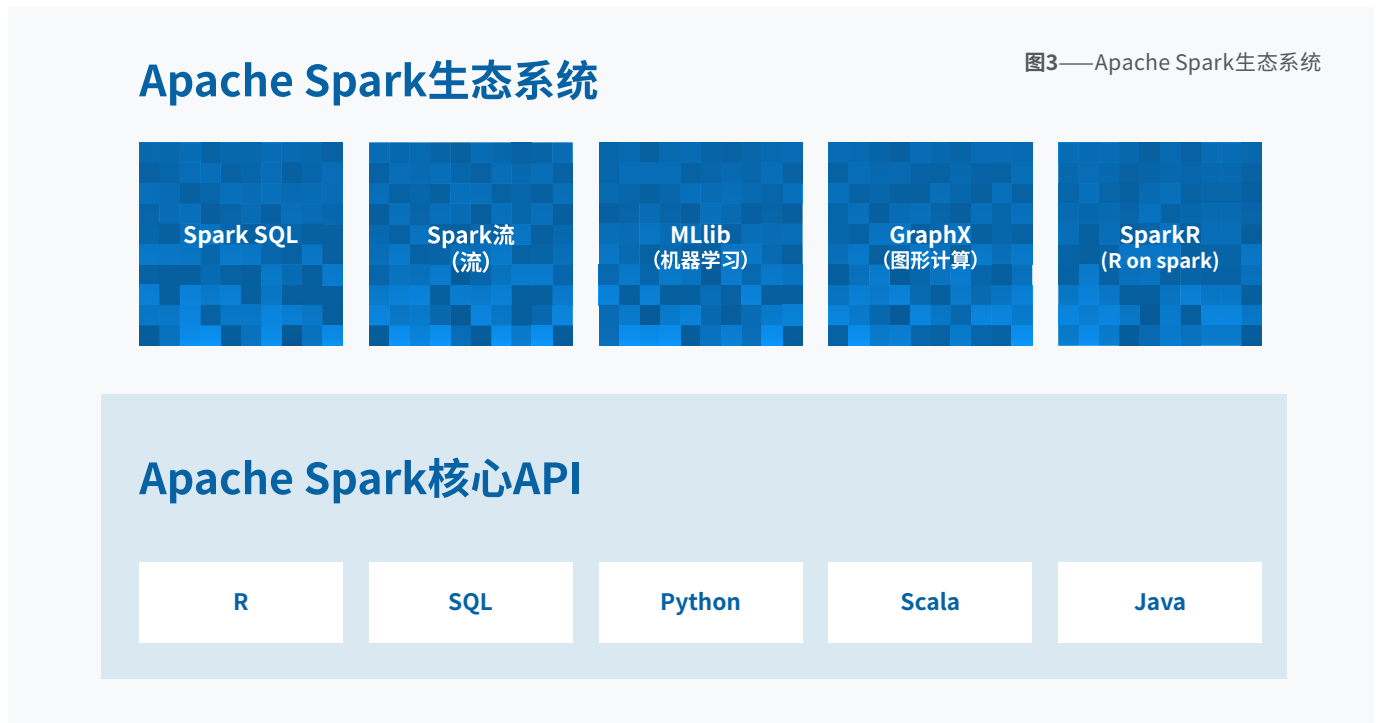 Apache Spark生态系统
图3——Apache Spark生态系统
Spark SQL
Spark流
（流）
MLlib
（机器学习）
GraphX
（图形计算）
SparkR
(R on spark)
Apache Spark核心API
R
SQL
Python
Scala
Java